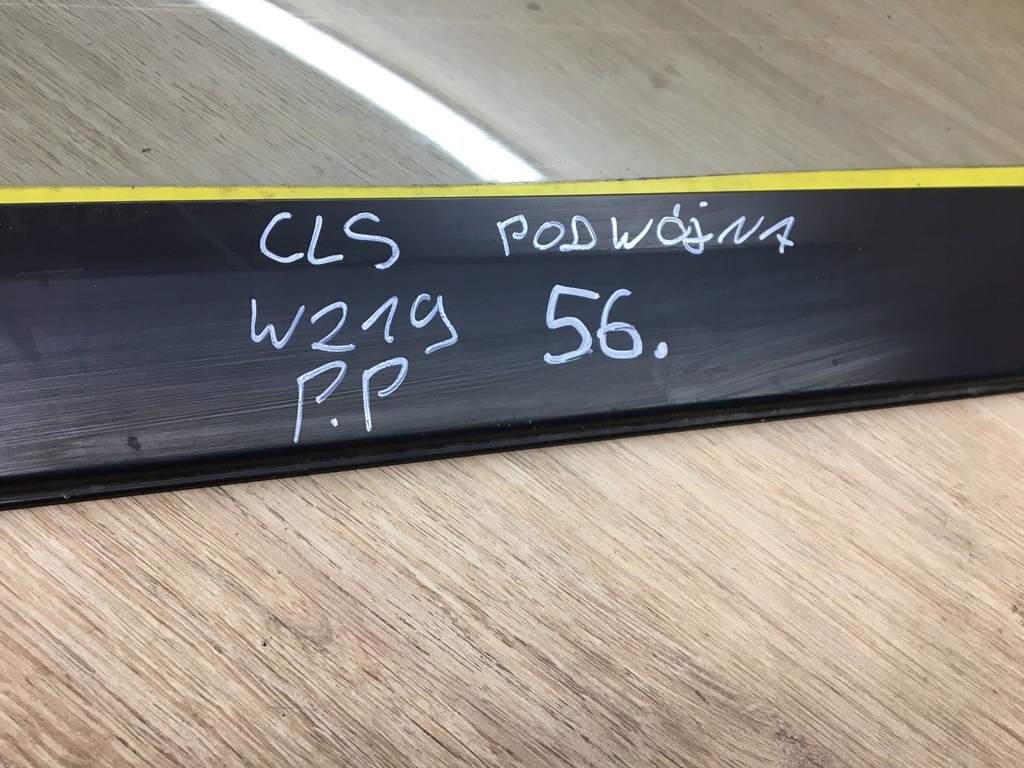 CLS PODWÓJNA
W219 56.
P.P